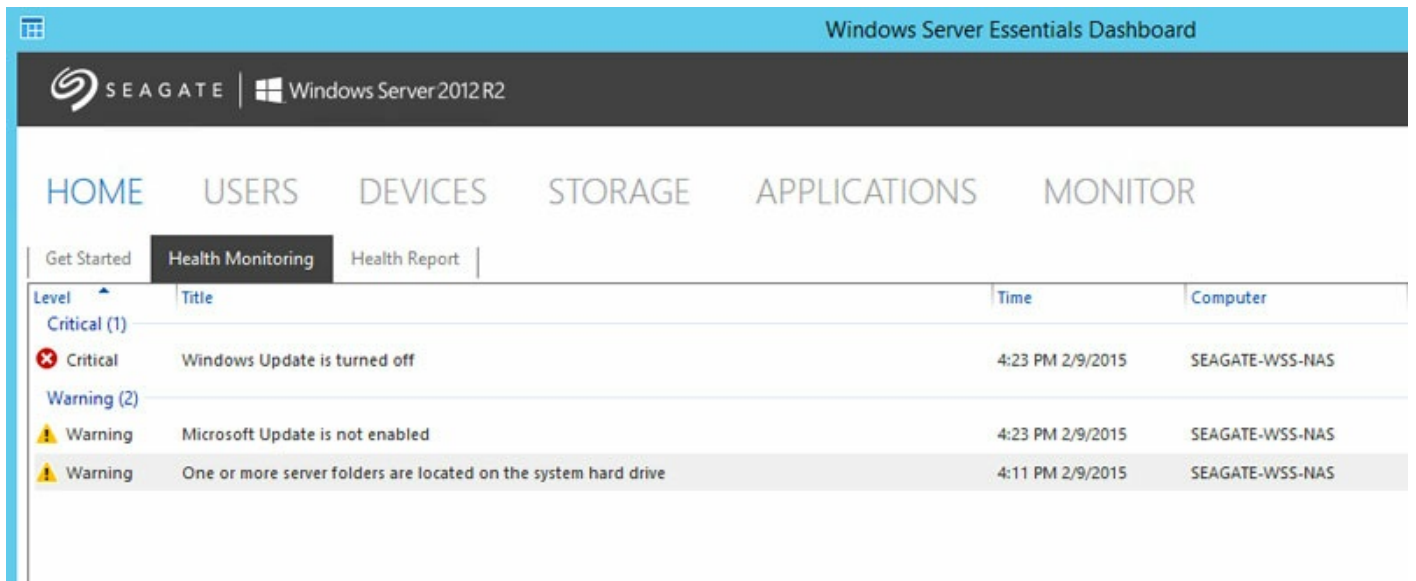 Windows Server Essentials Dashboard
SEAGATE Windows Server 2012 R2
HOME USERS DEVICES STORAGE APPLICATIONS MONITOR
Get Started Health Monitoring Health Report
Level Title Time Computer
Critical (1)
Critical Windows Update is turned off 4:23 PM 2/9/2015 SEAGATE-WSS-NAS
Warning (2)
Warning Microsoft Update is not enabled 4:23 PM 2/9/2015 SEAGATE-WSS-NAS
Warning One or more server folders are located on the system hard drive 4:11 PM 2/9/2015 SEAGATE-WSS-NAS